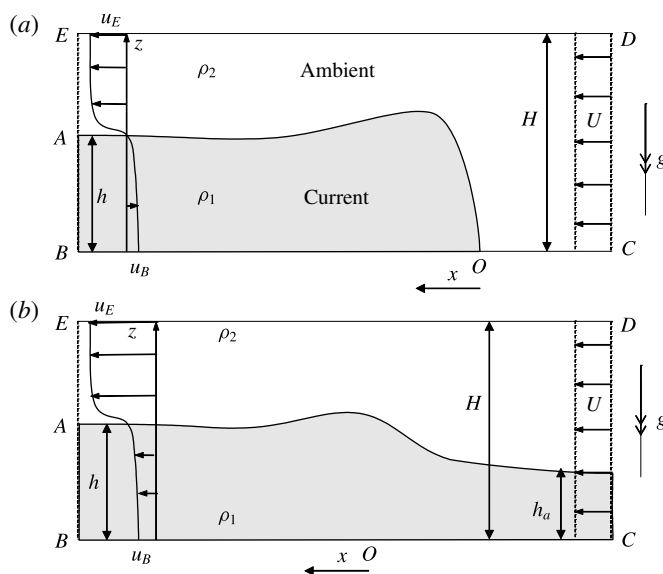 (a)
E u_E z D
ρ2 Ambient
H U
A g
h ρ1 Current
B u_B O C
x
(b)
E u_E z ρ2 D
H U
A g
h h_a
B ρ1 C
u_B x O